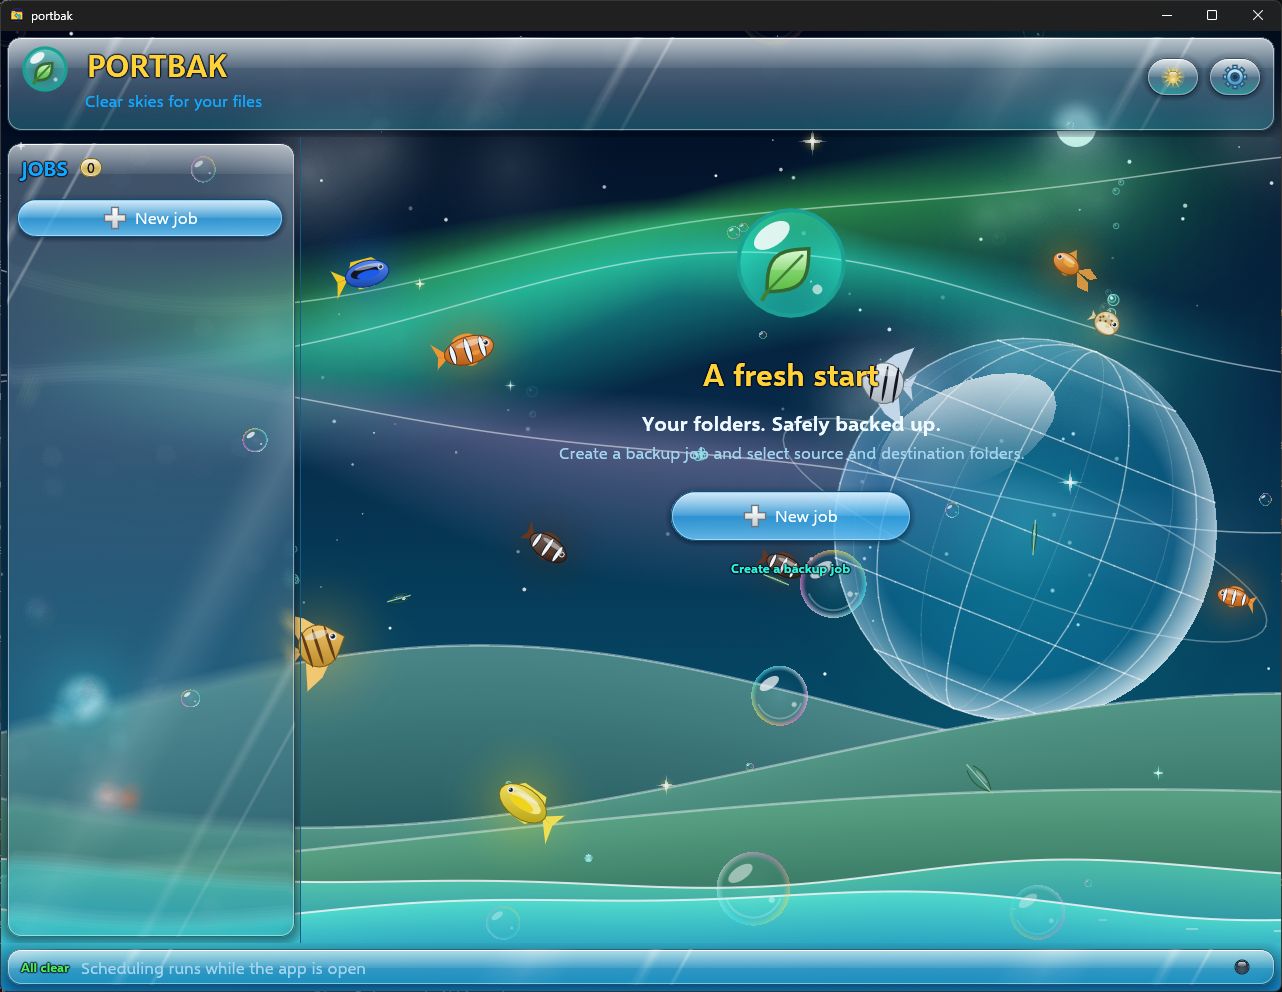 portbak
PORTBAK
Clear skies for your files
JOBS 0
New job
A fresh start
Your folders. Safely backed up.
Create a backup job and select source and destination folders.
New job
Create a backup job
All clear Scheduling runs while the app is open